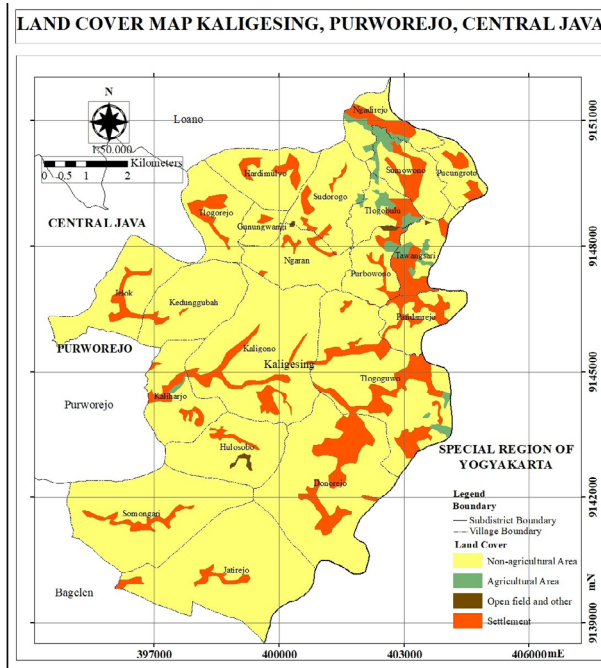 LAND COVER MAP KALIGESING, PURWOREJO, CENTRAL JAVA
N
1:50.000
Kilometers
0 0.5 1 2
Loano
Ngadirejo
9151000
Hardimulyo
Sudorogo
Sumowono
Pucungroto
CENTRAL JAVA
Tlogorejo
Gunungwangi
Tlogobulu
9148000
Ngaran
Purbowono
Tawangsari
Jelok
Kedunggubah
Pandanrejo
PURWOREJO
Kaligono
Kaligesing
9145000
Tlogoguwo
Purworejo
Kaliharjo
Hulosobo
SPECIAL REGION OF
YOGYAKARTA
Donorejo
9142000
Somongari
Jatirejo
Bagelen
Legend
Boundary
Subdistrict Boundary
Village Boundary
Land Cover
Non-agricultural Area
Agricultural Area
Open field and other
Settlement
mN
9139000
397000 400000 403000 406000 mE